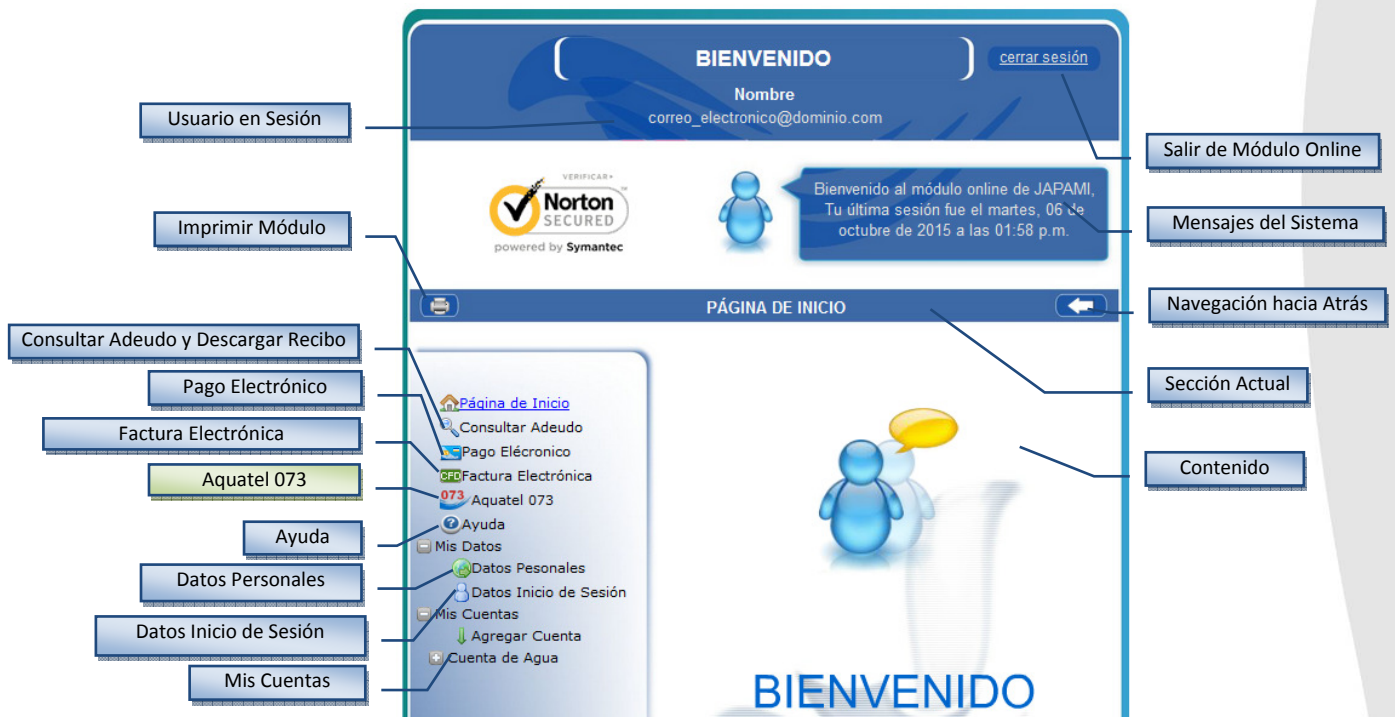 BIENVENIDO
cerrar sesión
Nombre
correo_electronico@dominio.com
Usuario en Sesión
Salir de Módulo Online
VERIFICAR
Norton
TM
SECURED
powered by Symantec
Bienvenido al módulo online de JAPAMI,
Tu última sesión fue el martes, 06 de
octubre de 2015 a las 01:58 p.m.
Imprimir Módulo
Mensajes del Sistema
PÁGINA DE INICIO
Navegación hacia Atrás
Consultar Adeudo y Descargar Recibo
Pago Electrónico
Factura Electrónica
Aquatel 073
Ayuda
Datos Personales
Datos Inicio de Sesión
Mis Cuentas
Página de Inicio
Consultar Adeudo
Pago Elécronico
CFD Factura Electrónica
073 Aquatel 073
? Ayuda
Mis Datos
Datos Pesonales
Datos Inicio de Sesión
Mis Cuentas
Agregar Cuenta
Cuenta de Agua
Sección Actual
Contenido
BIENVENIDO